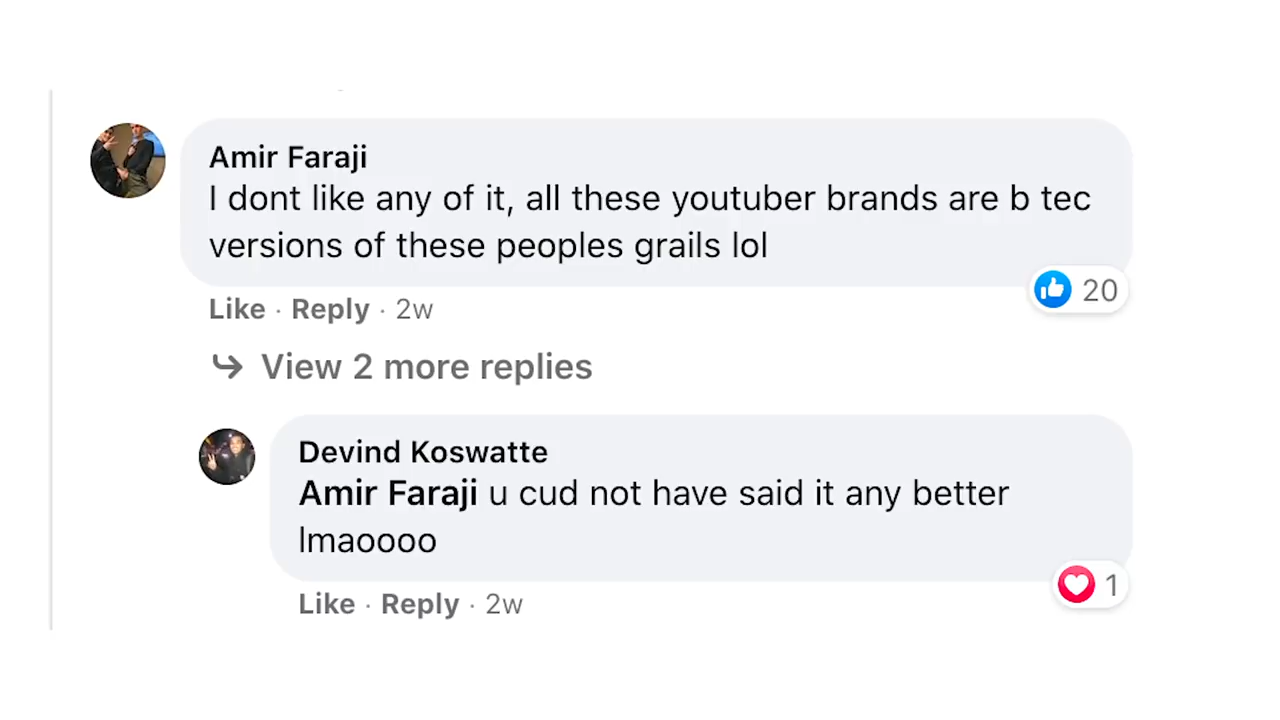 Amir Faraji
I dont like any of it, all these youtuber brands are b tec
versions of these peoples grails lol
Like · Reply · 2w
20
View 2 more replies
Devind Koswatte
Amir Faraji u cud not have said it any better
lmaoooo
Like · Reply · 2w
1